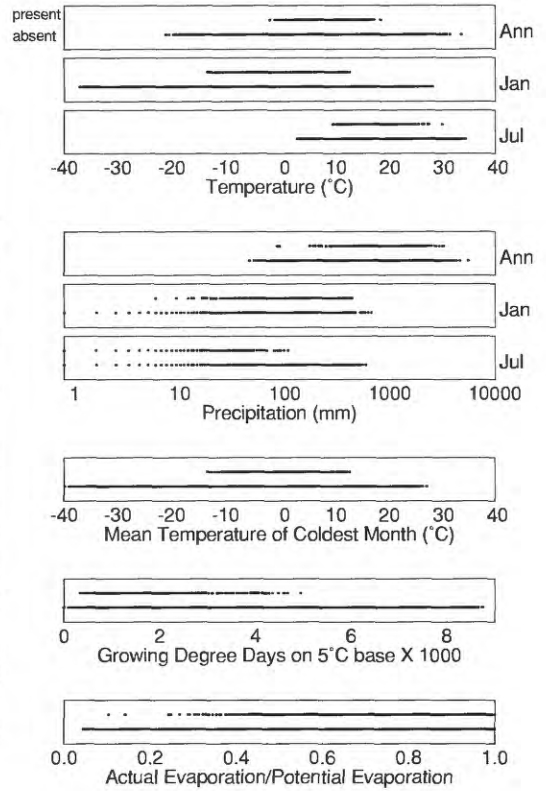 present
absent
Ann
Jan
Jul
-40 -30 -20 -10 0 10 20 30 40
Temperature (˚C)
Ann
Jan
Jul
1 10 100 1000 10000
Precipitation (mm)
-40 -30 -20 -10 0 10 20 30 40
Mean Temperature of Coldest Month (˚C)
0 2 4 6 8
Growing Degree Days on 5˚C base X 1000
0.0 0.2 0.4 0.6 0.8 1.0
Actual Evaporation/Potential Evaporation